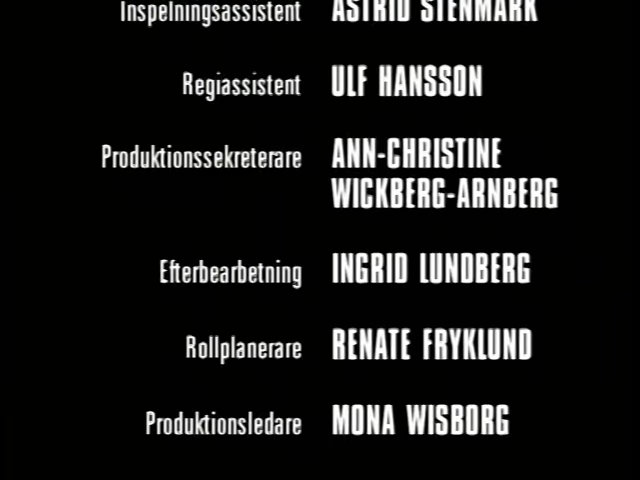 Inspelningsassistent ASTRID STENMARK
Regiassistent ULF HANSSON
Produktionssekreterare ANN-CHRISTINE
WICKBERG-ARNBERG
Efterbearbetning INGRID LUNDBERG
Rollplanerare RENATE FRYKLUND
Produktionsledare MONA WISBORG